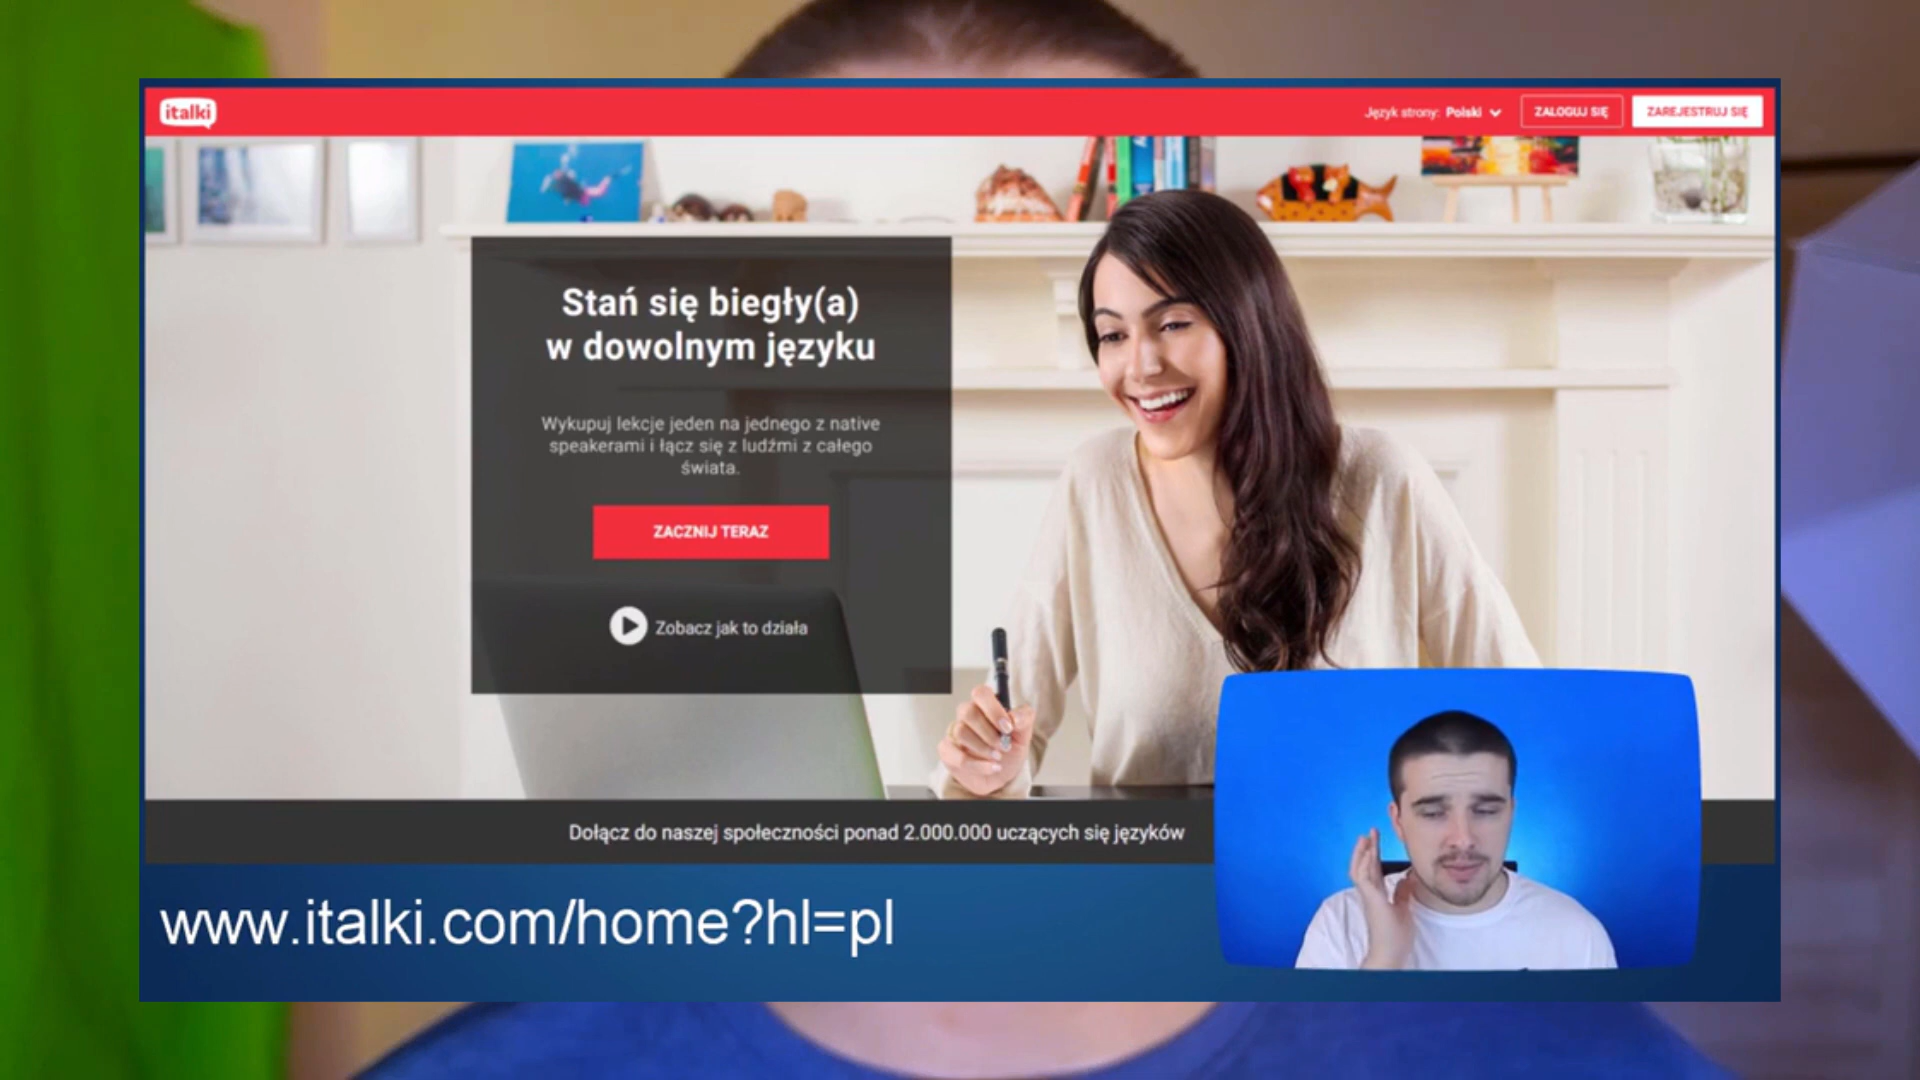 italki
Język strony: Polski
ZALOGUJ SIĘ
ZAREJESTRUJ SIĘ
Stań się biegły(a)
w dowolnym języku
Wykupuj lekcje jeden na jednego z native
speakerami i łącz się z ludźmi z całego
świata.
ZACZNIJ TERAZ
Zobacz jak to działa
Dołącz do naszej społeczności ponad 2.000.000 uczących się języków
www.italki.com/home?hl=pl